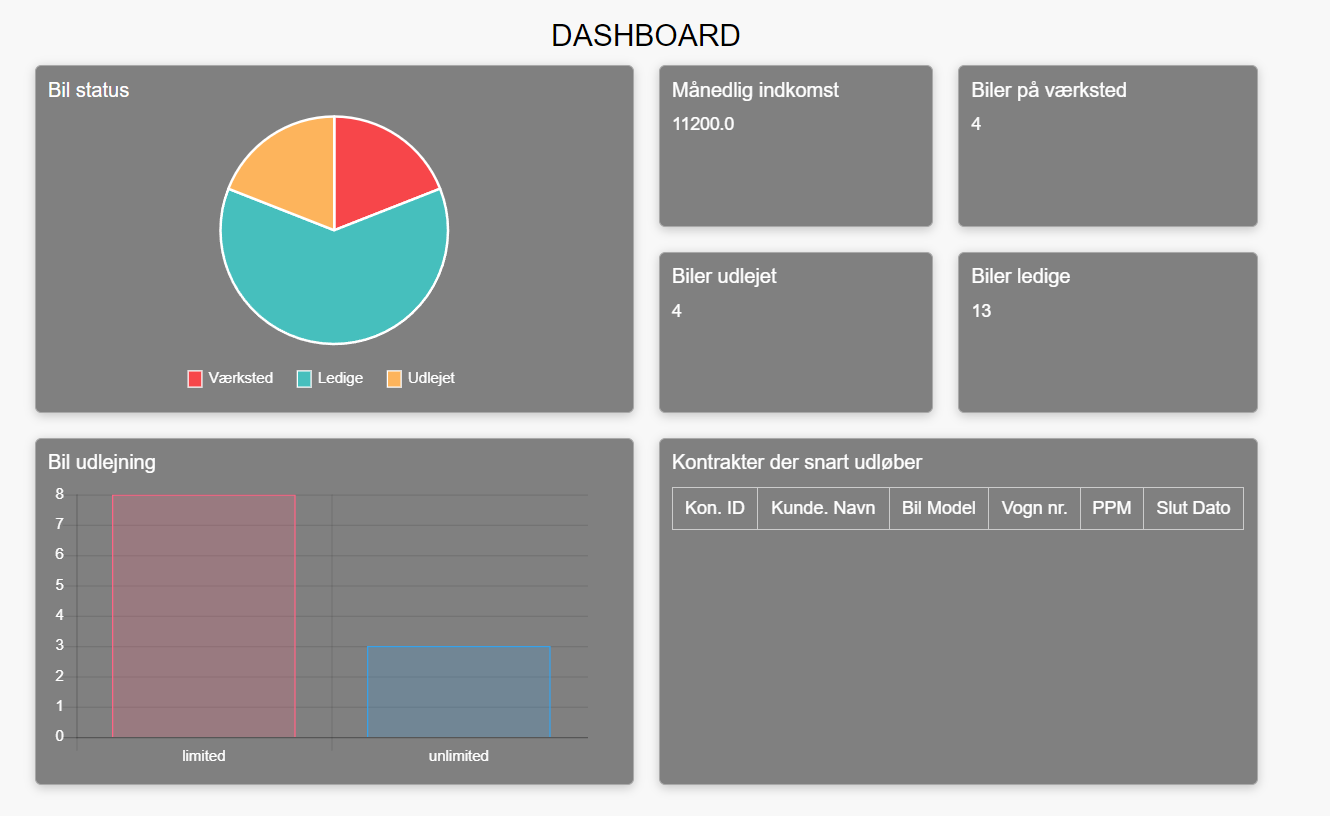 DASHBOARD
Bil status
Værksted Ledige Udlejet
Månedlig indkomst
11200.0
Biler på værksted
4
Biler udlejet
4
Biler ledige
13
Bil udlejning
8
7
6
5
4
3
2
1
0
limited unlimited
Kontrakter der snart udløber
Kon. ID Kunde. Navn Bil Model Vogn nr. PPM Slut Dato